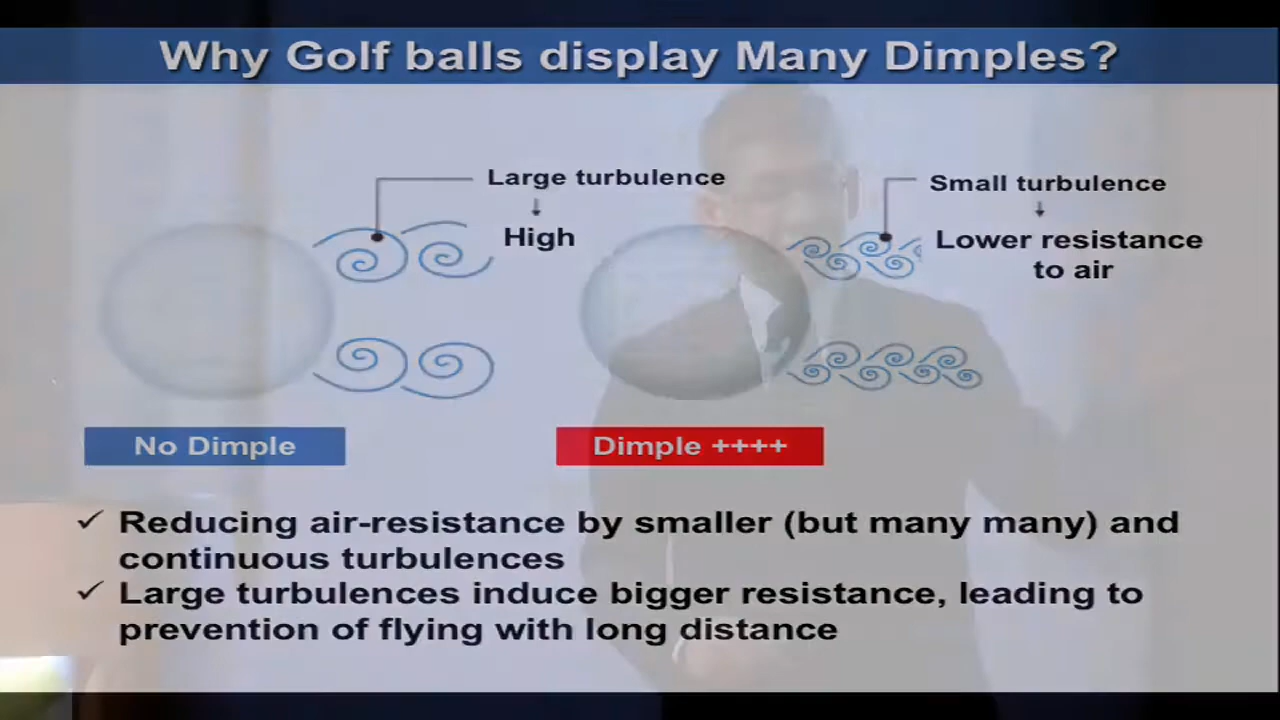 Why Golf balls display Many Dimples?
Large turbulence
↓
High
Small turbulence
↓
Lower resistance
to air
No Dimple
Dimple ++++
✓ Reducing air-resistance by smaller (but many many) and
continuous turbulences
✓ Large turbulences induce bigger resistance, leading to
prevention of flying with long distance